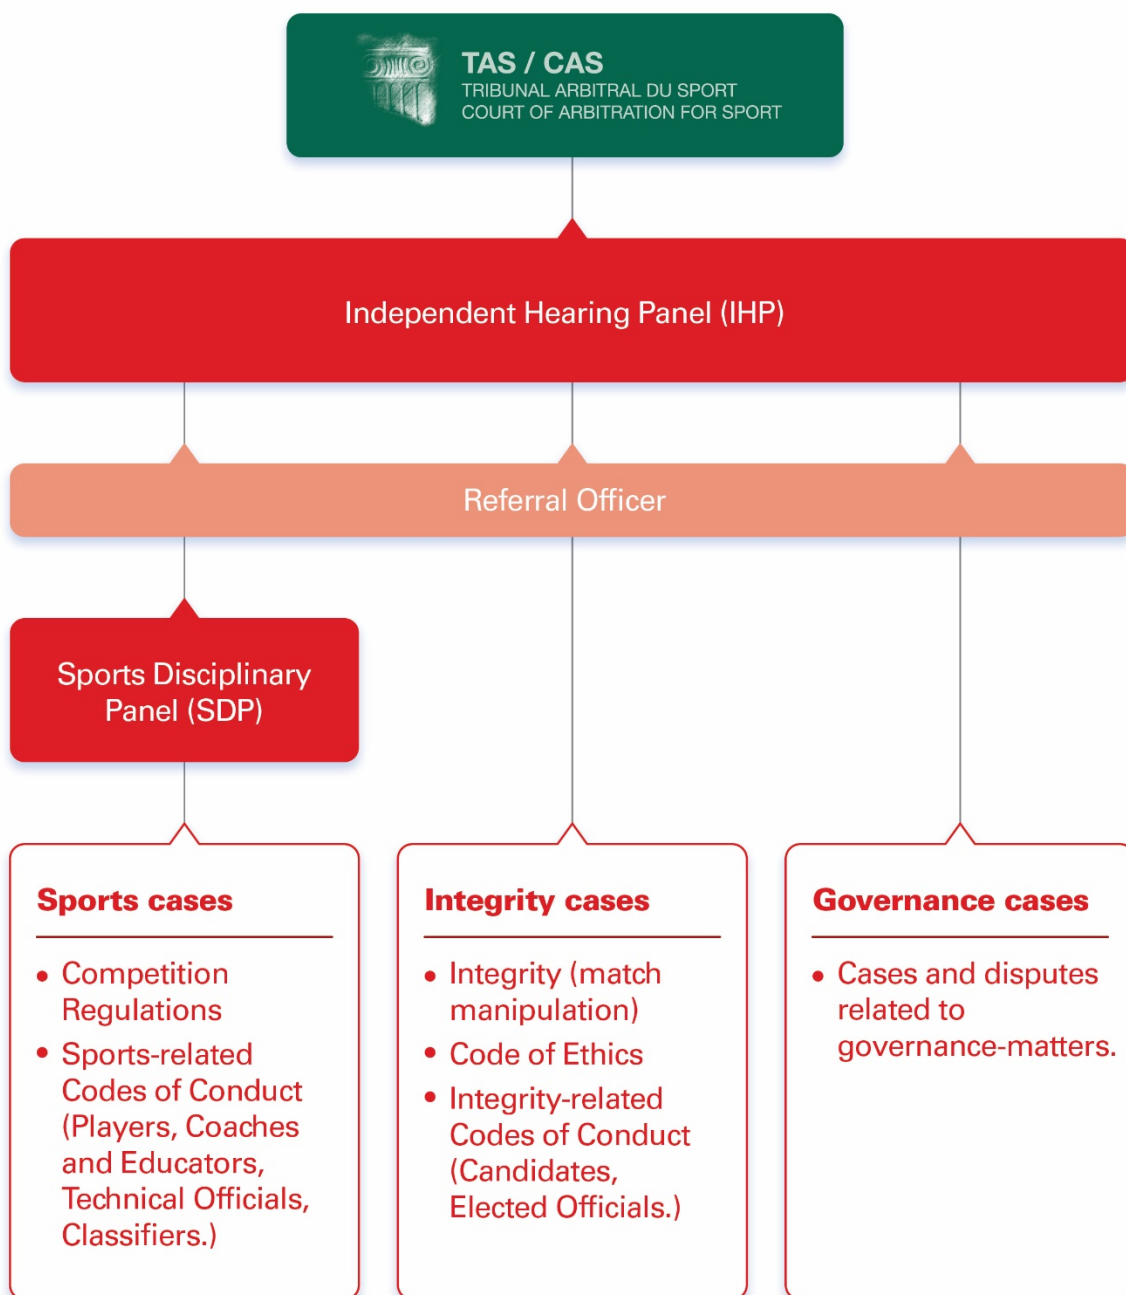 TAS / CAS
TRIBUNAL ARBITRAL DU SPORT
COURT OF ARBITRATION FOR SPORT
Independent Hearing Panel (IHP)
Referral Officer
Sports Disciplinary
Panel (SDP)
Sports cases
• Competition
Regulations
• Sports-related
Codes of Conduct
(Players, Coaches
and Educators,
Technical Officials,
Classifiers.)
Integrity cases
• Integrity (match
manipulation)
• Code of Ethics
• Integrity-related
Codes of Conduct
(Candidates,
Elected Officials.)
Governance cases
• Cases and disputes
related to
governance-matters.